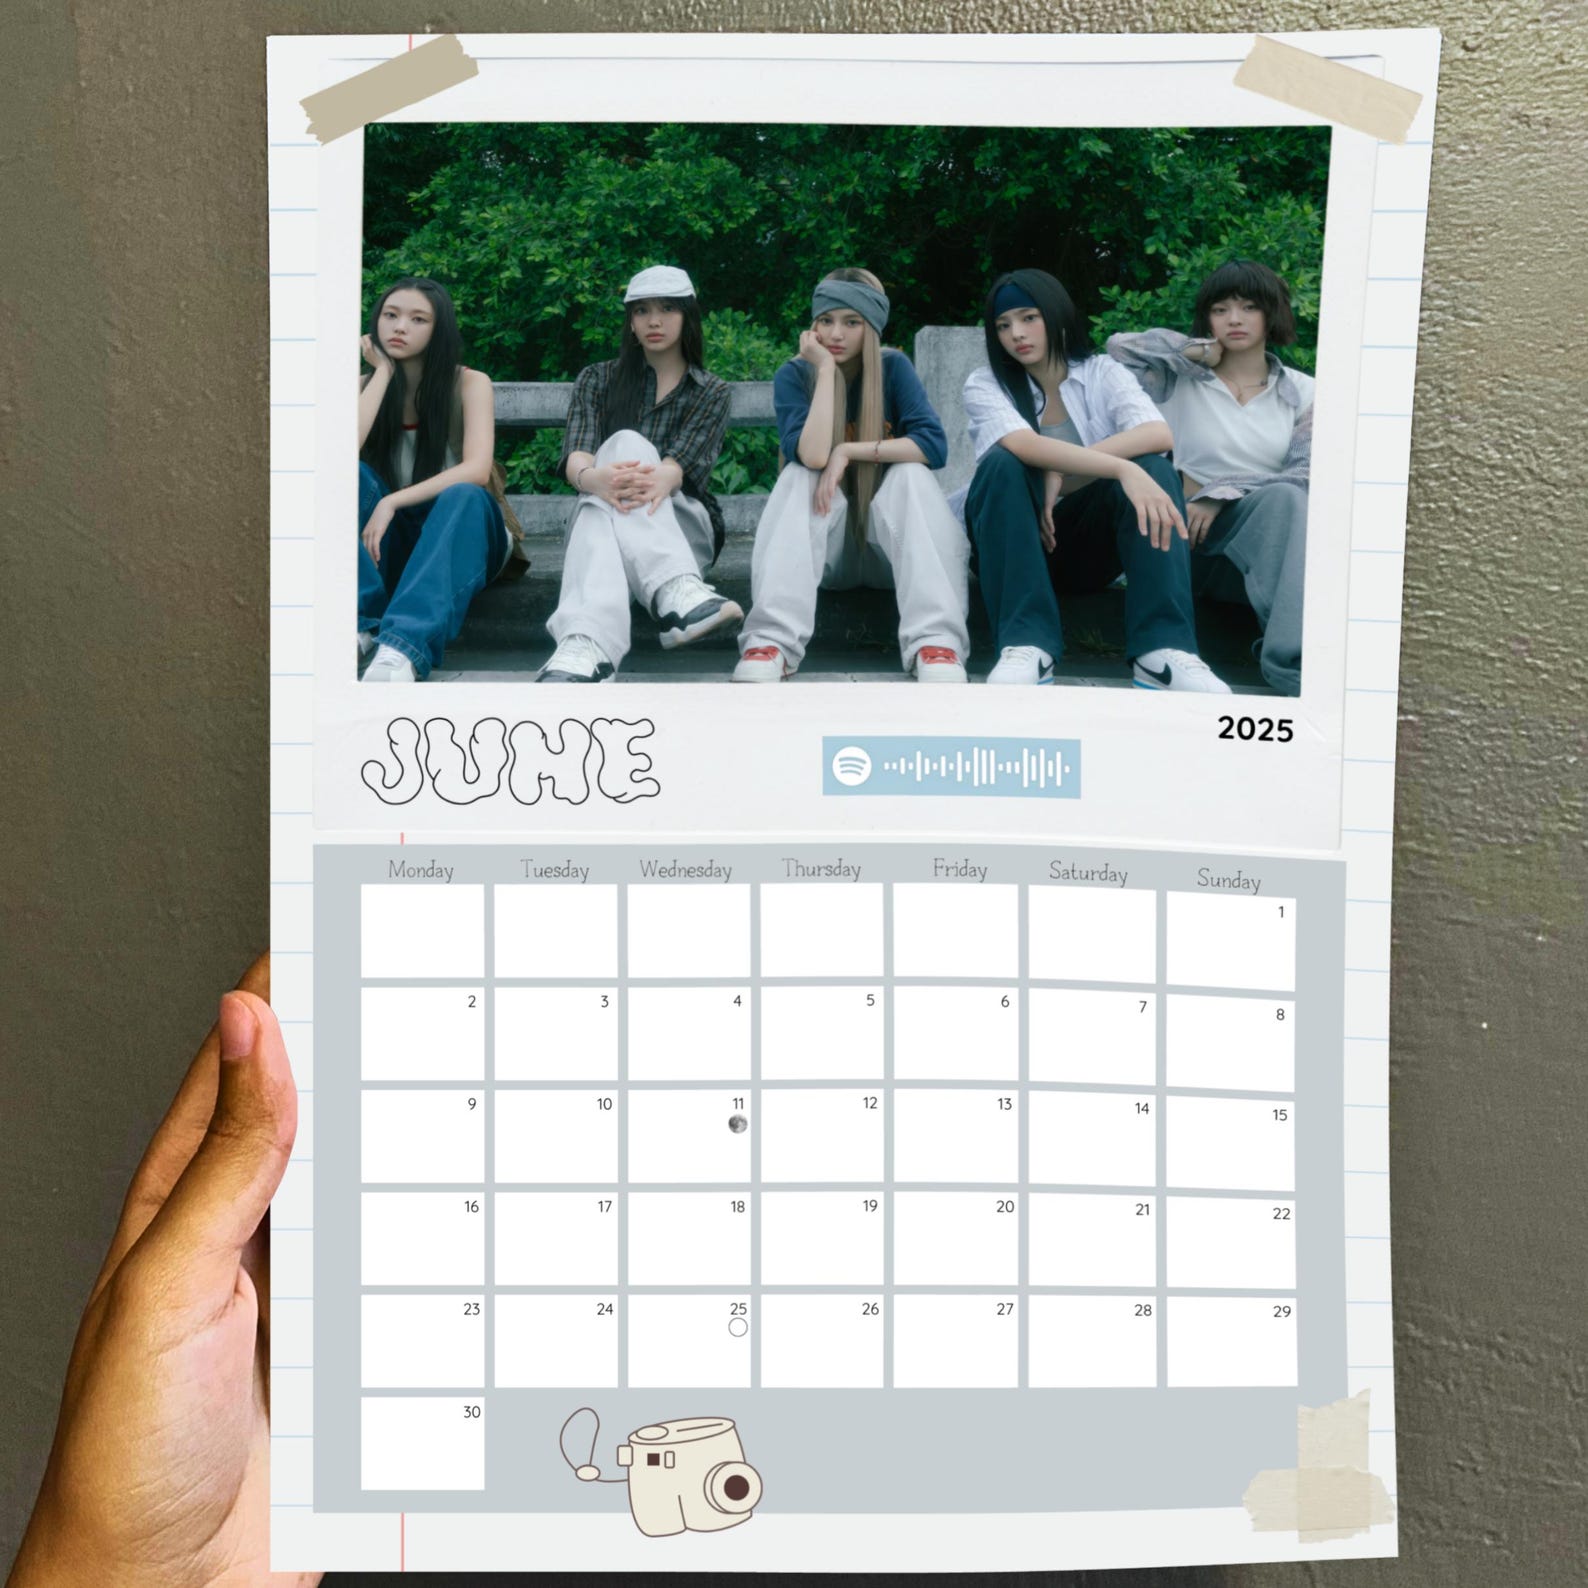 JUNE
2025
Monday Tuesday Wednesday Thursday Friday Saturday Sunday
1
2 3 4 5 6 7 8
9 10 11 12 13 14 15
16 17 18 19 20 21 22
23 24 25 26 27 28 29
30